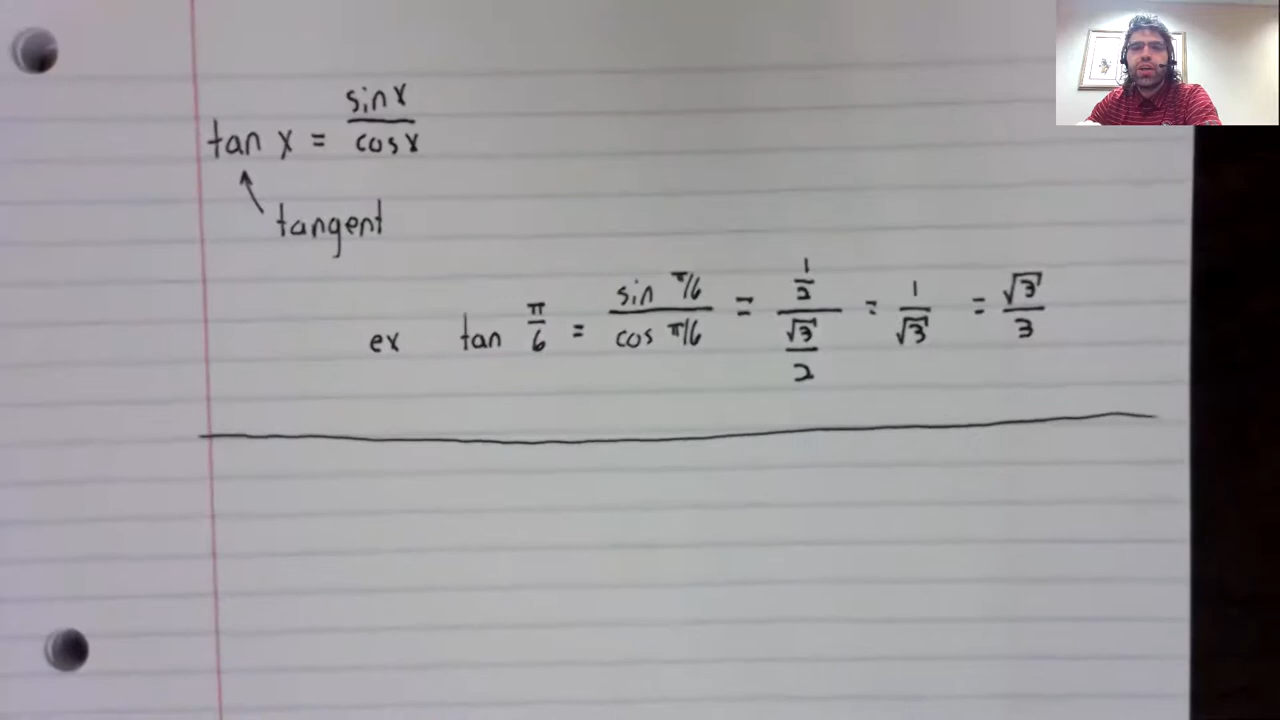 tan x = sin x / cos x
tangent
ex tan π/6 = sin π/6 / cos π/6 = 1/2 / √3/2 = 1/√3 = √3/3